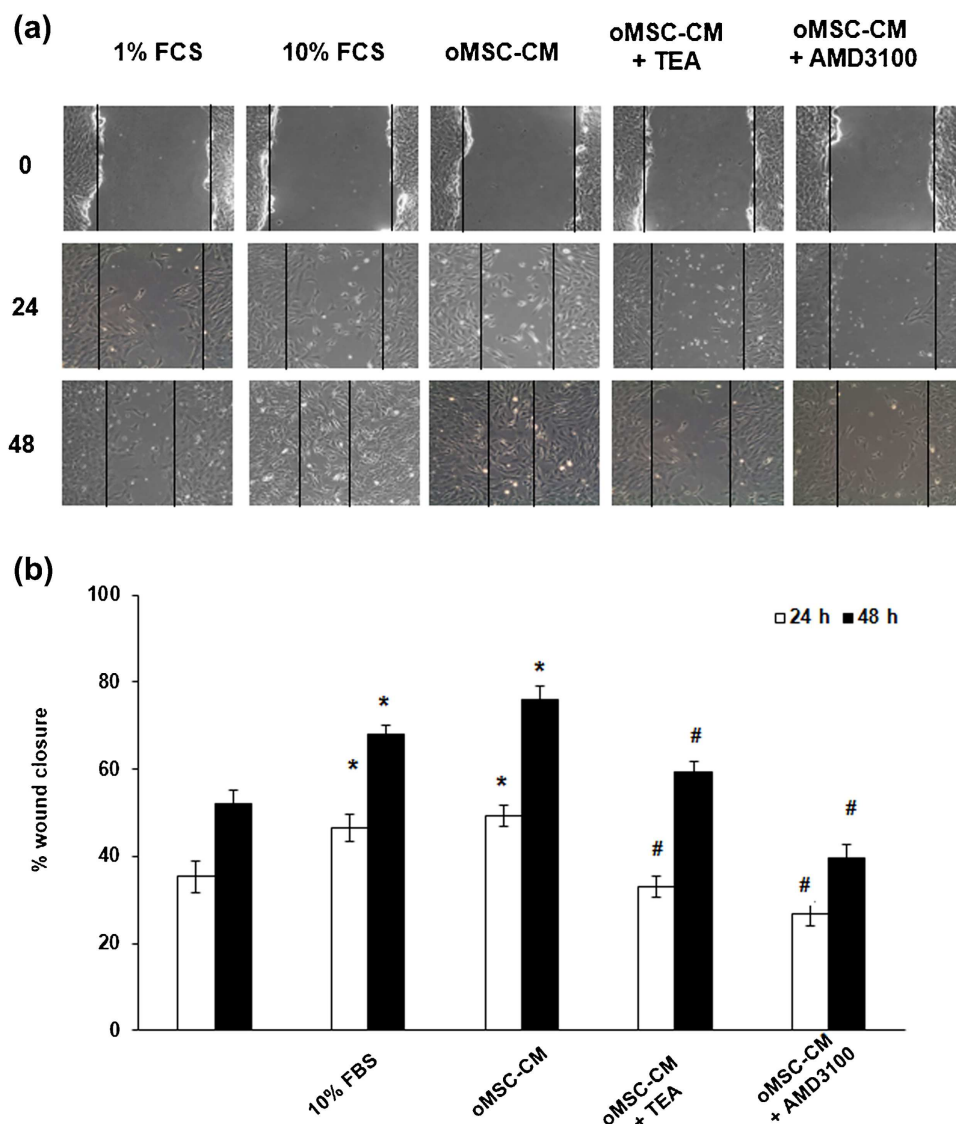 (a)
1% FCS
10% FCS
oMSC-CM
oMSC-CM
+ TEA
oMSC-CM
+ AMD3100
0
24
48
(b)
100
80
60
40
20
0
% wound closure
24 h
48 h
*
*
*
*
#
#
#
#
10% FBS
oMSC-CM
oMSC-CM
+ TEA
oMSC-CM
+ AMD3100